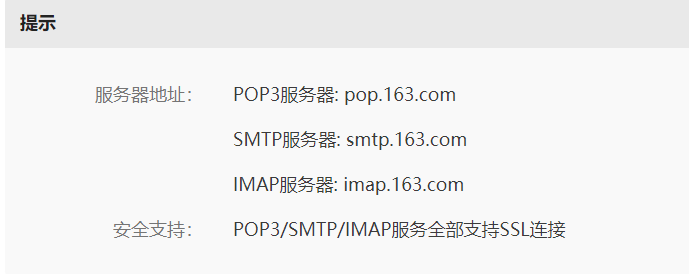 提示
服务器地址： POP3服务器: pop.163.com
SMTP服务器: smtp.163.com
IMAP服务器: imap.163.com
安全支持： POP3/SMTP/IMAP服务全部支持SSL连接